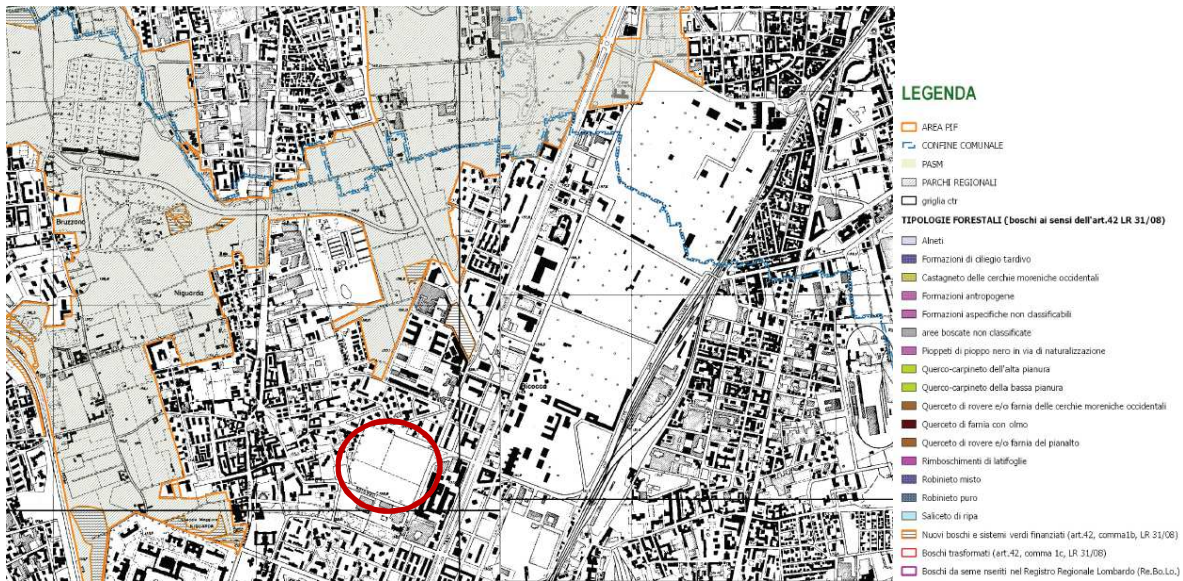 Bruzzano
Niguarda
Bicocca
LEGENDA
AREA PIF
CONFINE COMUNALE
PASM
PARCHI REGIONALI
griglia ctr
TIPOLOGIE FORESTALI (boschi ai sensi dell'art.42 LR 31/08)
Alneti
Formazioni di ciliegio tardivo
Castagneto delle cerchie moreniche occidentali
Formazioni antropogene
Formazioni aspecifiche non classificabili
aree boscate non classificate
Pioppeti di pioppo nero in via di naturalizzazione
Querco-carpineto dell'alta pianura
Querco-carpineto della bassa pianura
Querceto di rovere e/o farnia delle cerchie moreniche occidentali
Querceto di farnia con olmo
Querceto di rovere e/o farnia del pianalto
Rimboschimenti di latifoglie
Robinieto misto
Robinieto puro
Saliceto di ripa
Nuovi boschi e sistemi verdi finanziati (art.42, comma1b, LR 31/08)
Boschi trasformati (art.42, comma 1c, LR 31/08)
Boschi da seme nseriti nel Registro Regionale Lombardo (Re.Bo.Lo.)